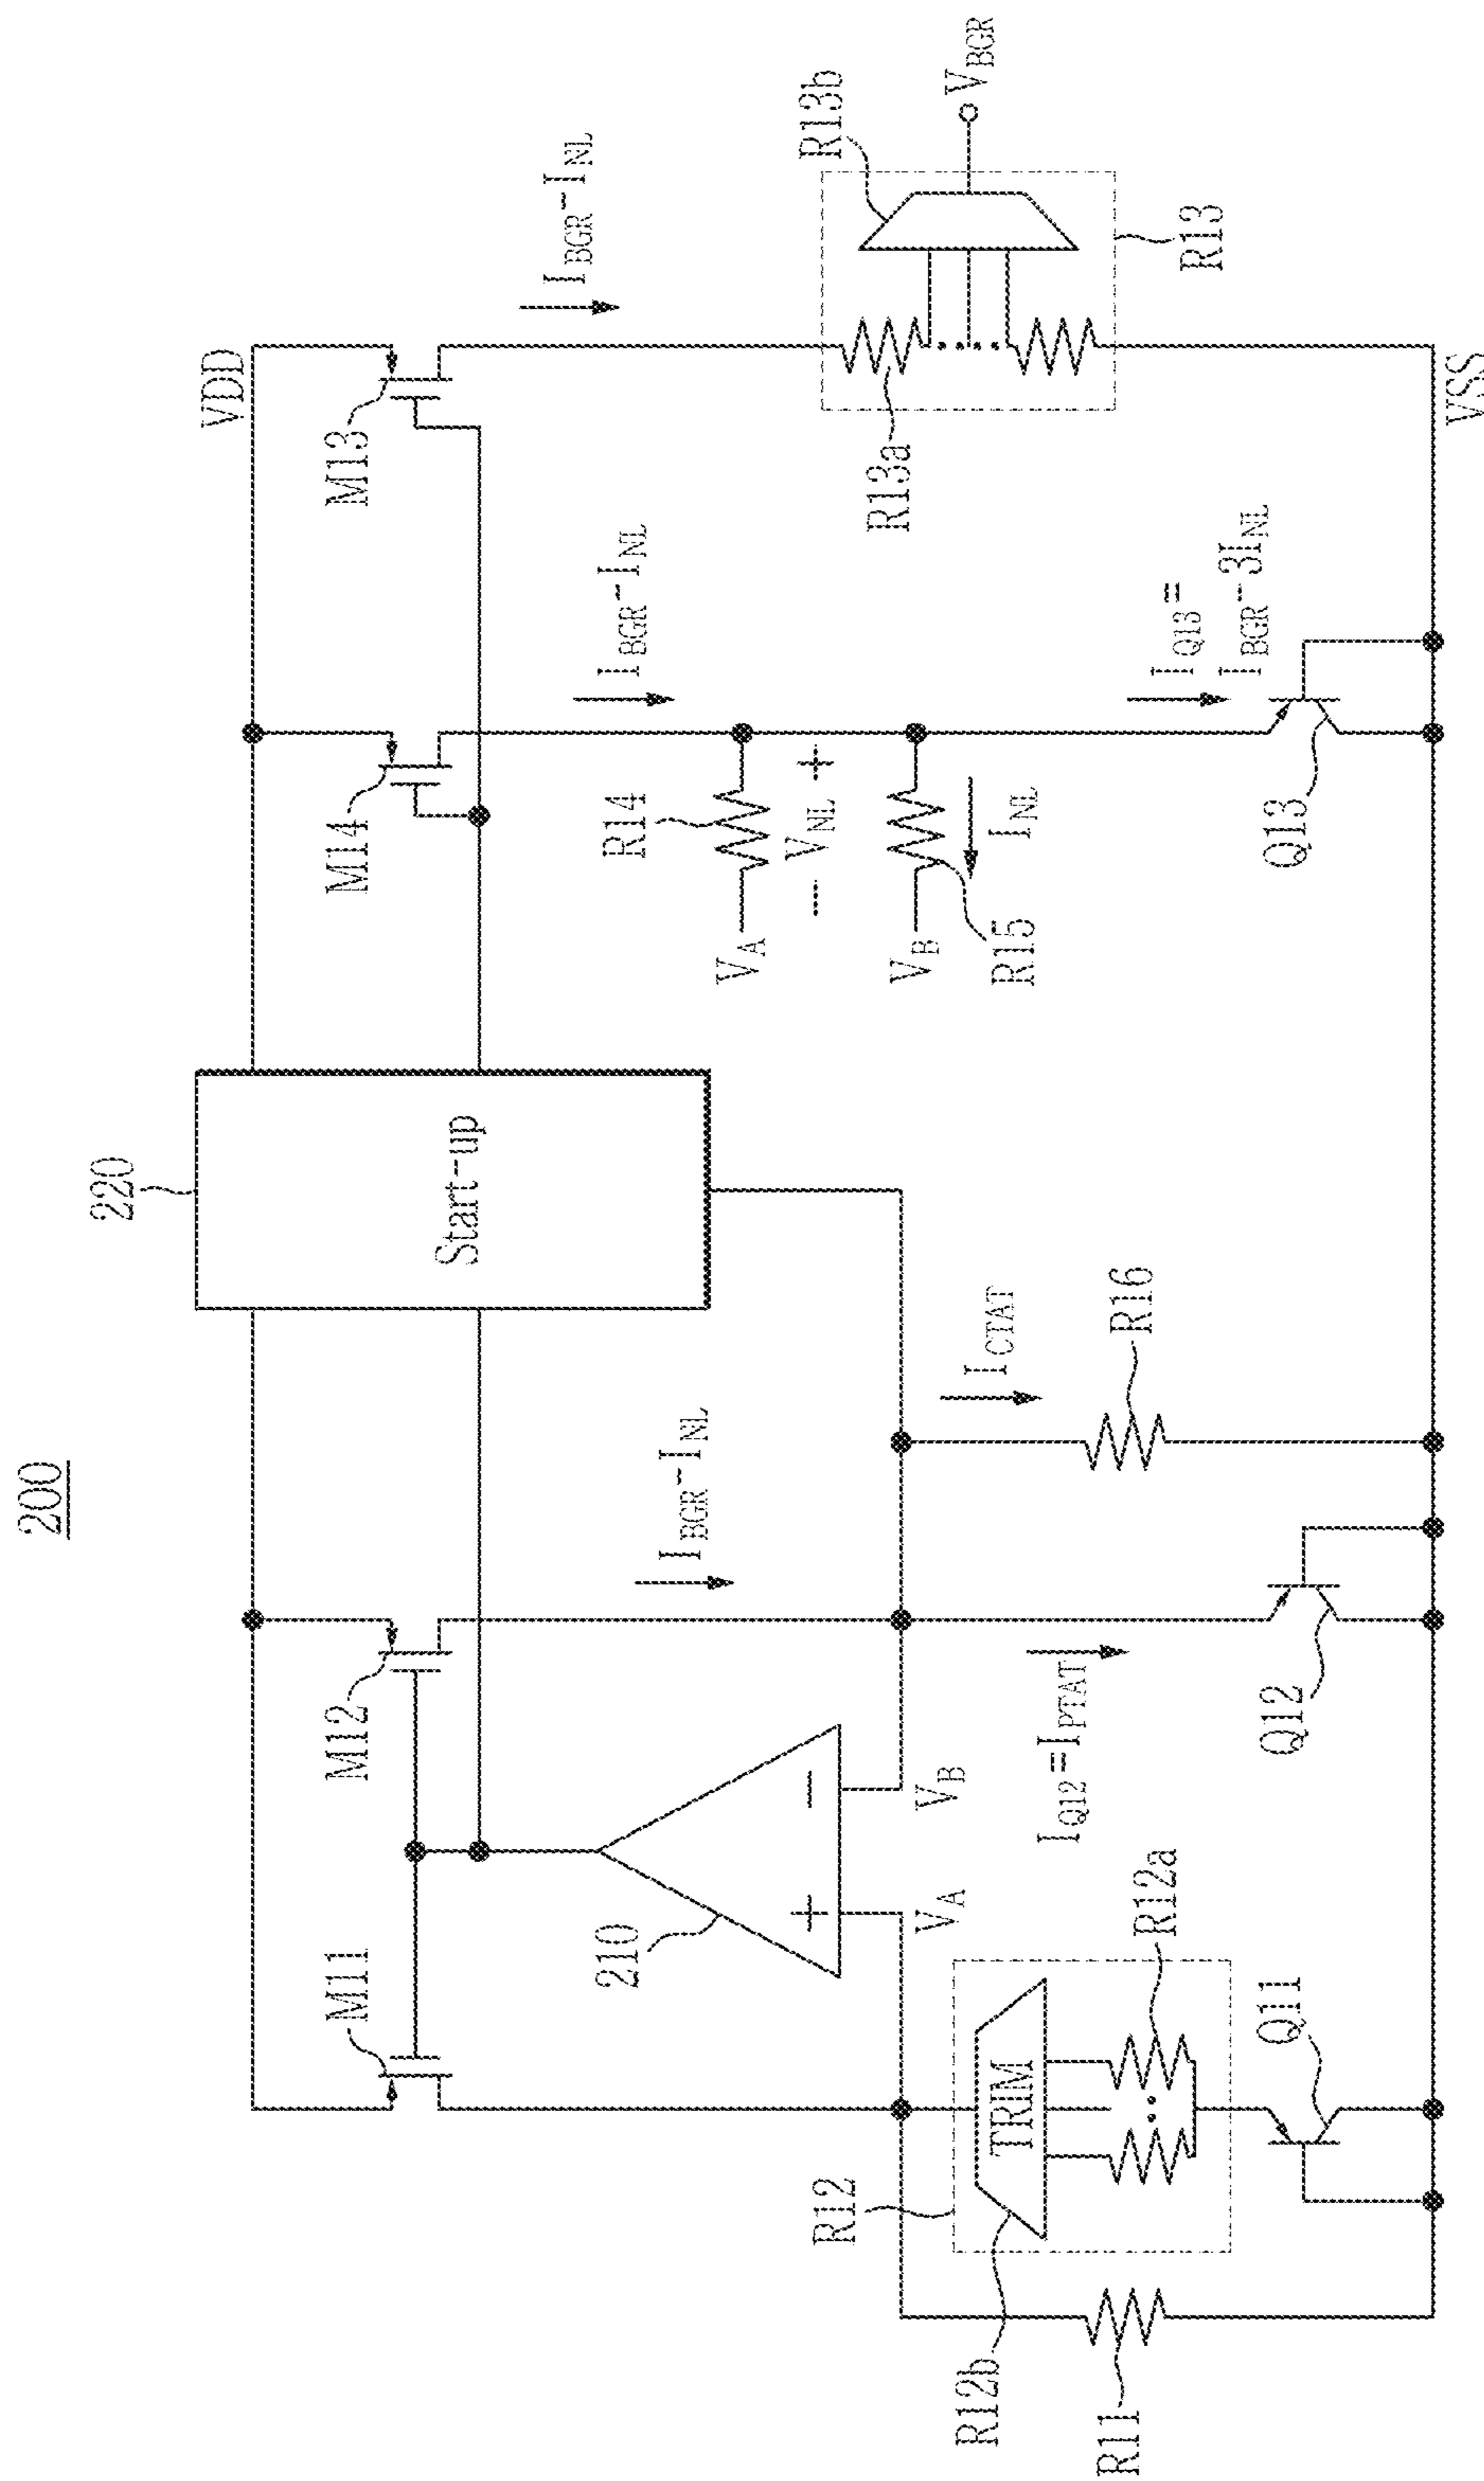 200
220
Start-up
VDD
M11
M12
M14
M13
210
+
−
V_A
V_B
I_BGR-I_NL
I_BGR-I_NL
I_BGR-I_NL
R12
TRIM
R12a
R12b
R11
Q11
I_Q12=I_PTAT
Q12
I_CTAT
R16
R14
V_A
− V_NL +
V_B
R15
I_NL
I_Q13=
I_BGR-3I_NL
Q13
R13a
R13b
R13
V_BGR
VSS